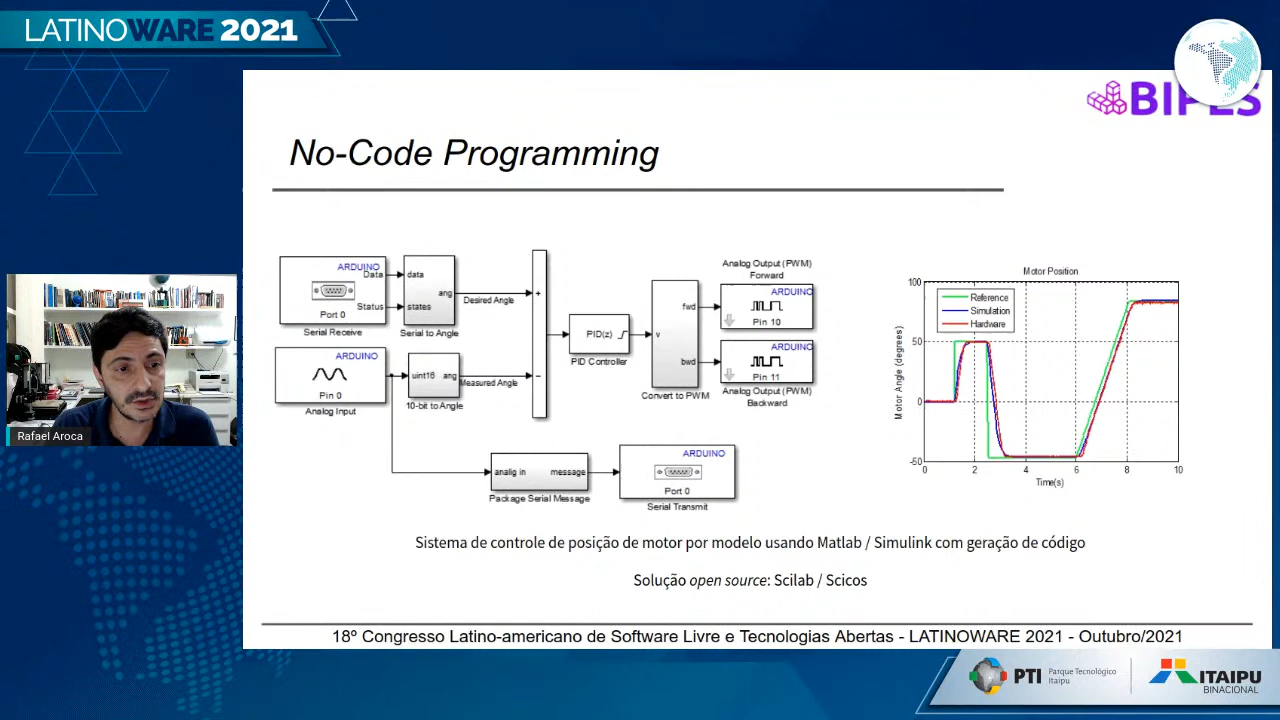 LATINOWARE 2021
BIPES
No-Code Programming
ARDUINO
Data
Status
Port 0
Serial Receive
data
states
ang
Serial to Angle
Desired Angle
ARDUINO
Pin 0
Analog Input
uint16
ang
10-bit to Angle
Measured Angle
+
−
PID(z)
PID Controller
v
fwd
bwd
Convert to PWM
Analog Output (PWM)
Forward
ARDUINO
Pin 10
ARDUINO
Pin 11
Analog Output (PWM)
Backward
analig in
message
Package Serial Message
ARDUINO
Port 0
Serial Transmit
Motor Position
Reference
Simulation
Hardware
Motor Angle (degrees)
100
50
0
-50
0 2 4 6 8 10
Time(s)
Rafael Aroca
Sistema de controle de posição de motor por modelo usando Matlab / Simulink com geração de código
Solução open source: Scilab / Scicos
18º Congresso Latino-americano de Software Livre e Tecnologias Abertas - LATINOWARE 2021 - Outubro/2021
PTI
Parque Tecnológico
Itaipu
ITAIPU
BINACIONAL